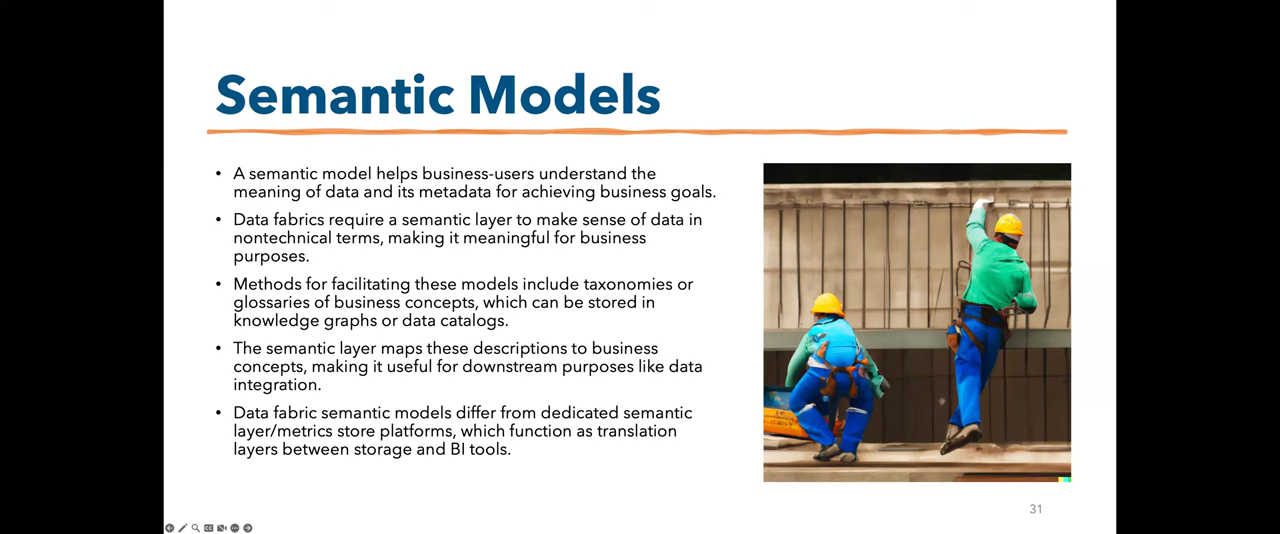 Semantic Models
• A semantic model helps business-users understand the
meaning of data and its metadata for achieving business goals.
• Data fabrics require a semantic layer to make sense of data in
nontechnical terms, making it meaningful for business
purposes.
• Methods for facilitating these models include taxonomies or
glossaries of business concepts, which can be stored in
knowledge graphs or data catalogs.
• The semantic layer maps these descriptions to business
concepts, making it useful for downstream purposes like data
integration.
• Data fabric semantic models differ from dedicated semantic
layer/metrics store platforms, which function as translation
layers between storage and BI tools.
31